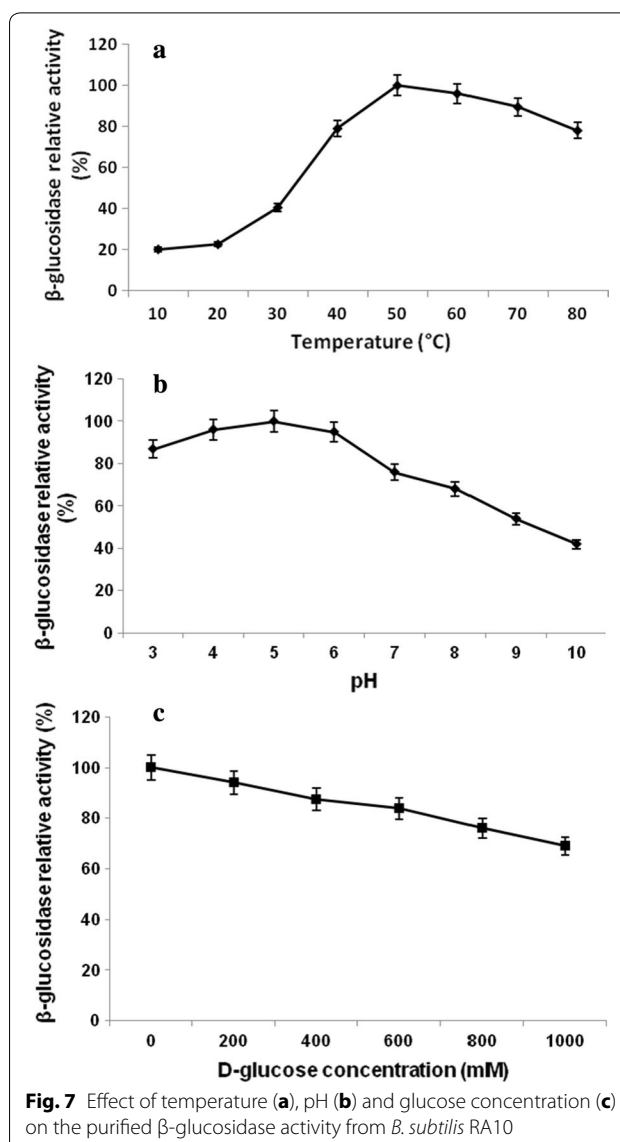 a
β-glucosidase relative activity
(%)
120
100
80
60
40
20
0
10 20 30 40 50 60 70 80
Temperature (°C)
b
β-glucosidase relative activity
(%)
120
100
80
60
40
20
0
3 4 5 6 7 8 9 10
pH
c
β-glucosidase relative activity (%)
120
100
80
60
40
20
0
0 200 400 600 800 1000
D-glucose concentration (mM)
Fig. 7 Effect of temperature (a), pH (b) and glucose concentration (c)
on the purified β-glucosidase activity from B. subtilis RA10